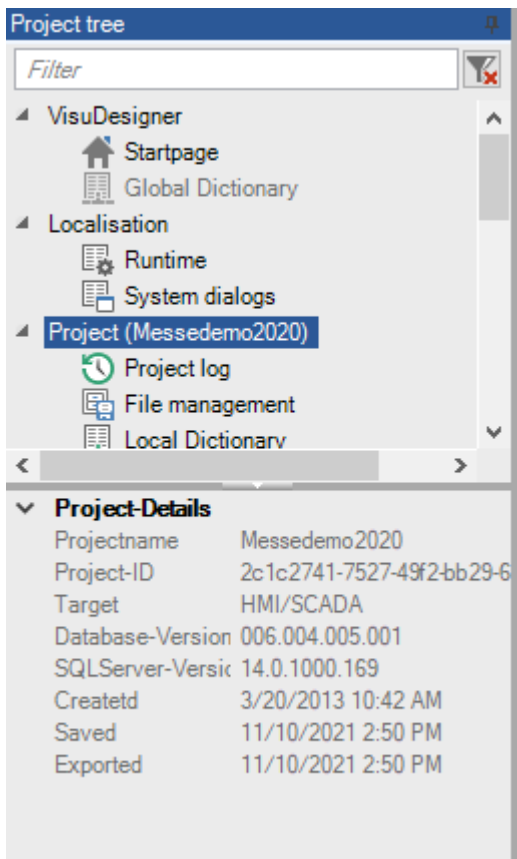 Project tree
Filter
VisuDesigner
Startpage
Global Dictionary
Localisation
Runtime
System dialogs
Project (Messedemo2020)
Project log
File management
Local Dictionary
Project-Details
Projectname Messedemo2020
Project-ID 2c1c2741-7527-49f2-bb29-6
Target HMI/SCADA
Database-Version 006.004.005.001
SQLServer-Versic 14.0.1000.169
Createtd 3/20/2013 10:42 AM
Saved 11/10/2021 2:50 PM
Exported 11/10/2021 2:50 PM